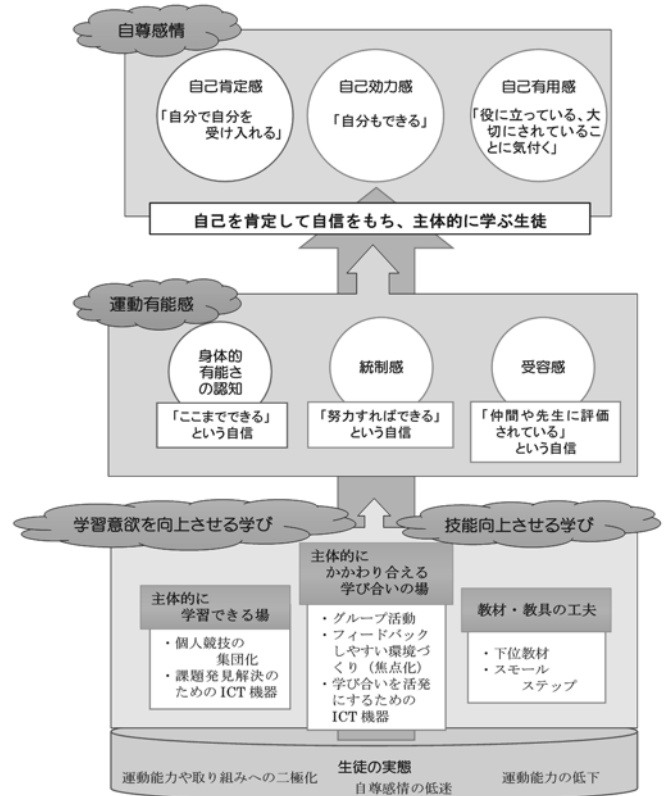 自尊感情
自己肯定感
「自分で自分を
受け入れる」
自己効力感
「自分もできる」
自己有用感
「役に立っている、大
切にされているこ
とに気付く」
自己を肯定して自信をもち、主体的に学ぶ生徒
運動有能感
身体的
有能さ
の認知
「ここまでできる」
という自信
統制感
「努力すればできる」
という自信
受容感
「仲間や先生に評価
されている」
という自信
学習意欲を向上させる学び
技能向上させる学び
主体的に
学習できる場
・個人競技の
集団化
・課題発見解決の
ための ICT 機器
主体的に
かかわり合える
学び合いの場
・グループ活動
・フィードバック
しやすい環境づ
くり（焦点化）
・学び合いを活発
にするための
ICT 機器
教材・教具の工夫
・下位教材
・スモール
ステップ
生徒の実態
運動能力や取り組みへの二極化
自尊感情の低迷
運動能力の低下